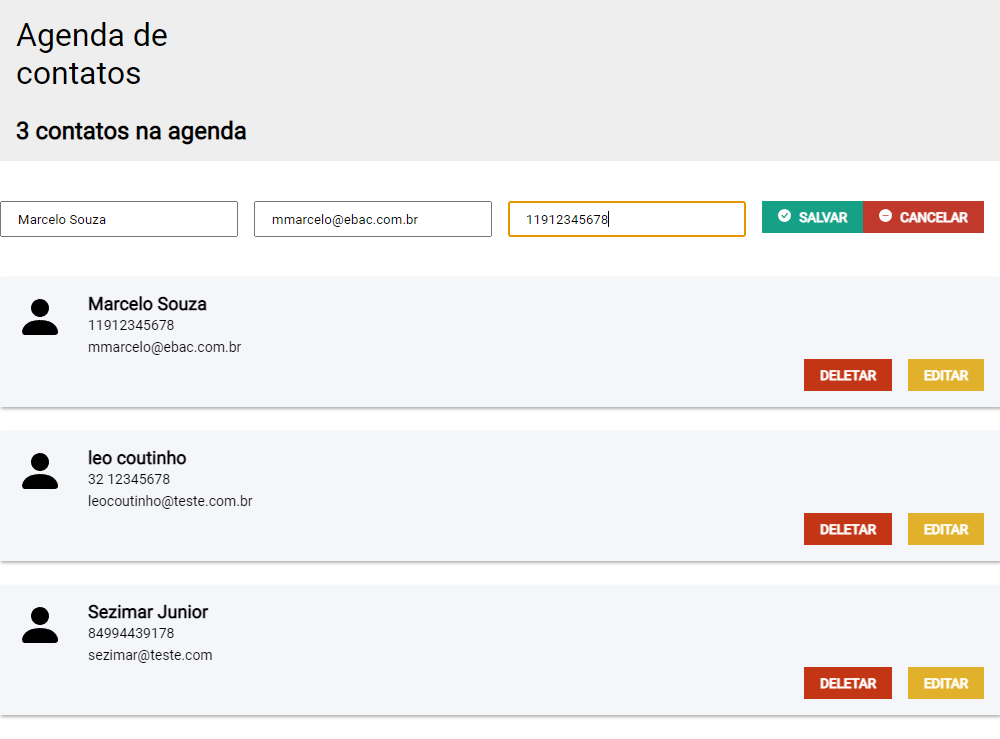 Agenda de
contatos
3 contatos na agenda
Marcelo Souza mmarcelo@ebac.com.br 11912345678 SALVAR CANCELAR
Marcelo Souza
11912345678
mmarcelo@ebac.com.br
DELETAR EDITAR
leo coutinho
32 12345678
leocoutinho@teste.com.br
DELETAR EDITAR
Sezimar Junior
84994439178
sezimar@teste.com
DELETAR EDITAR